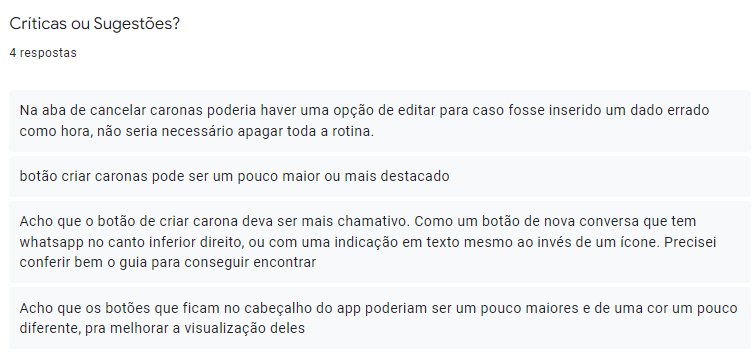 Críticas ou Sugestões?
4 respostas
Na aba de cancelar caronas poderia haver uma opção de editar para caso fosse inserido um dado errado
como hora, não seria necessário apagar toda a rotina.
botão criar caronas pode ser um pouco maior ou mais destacado
Acho que o botão de criar carona deva ser mais chamativo. Como um botão de nova conversa que tem
whatsapp no canto inferior direito, ou com uma indicação em texto mesmo ao invés de um ícone. Precisei
conferir bem o guia para conseguir encontrar
Acho que os botões que ficam no cabeçalho do app poderiam ser um pouco maiores e de uma cor um pouco
diferente, pra melhorar a visualização deles